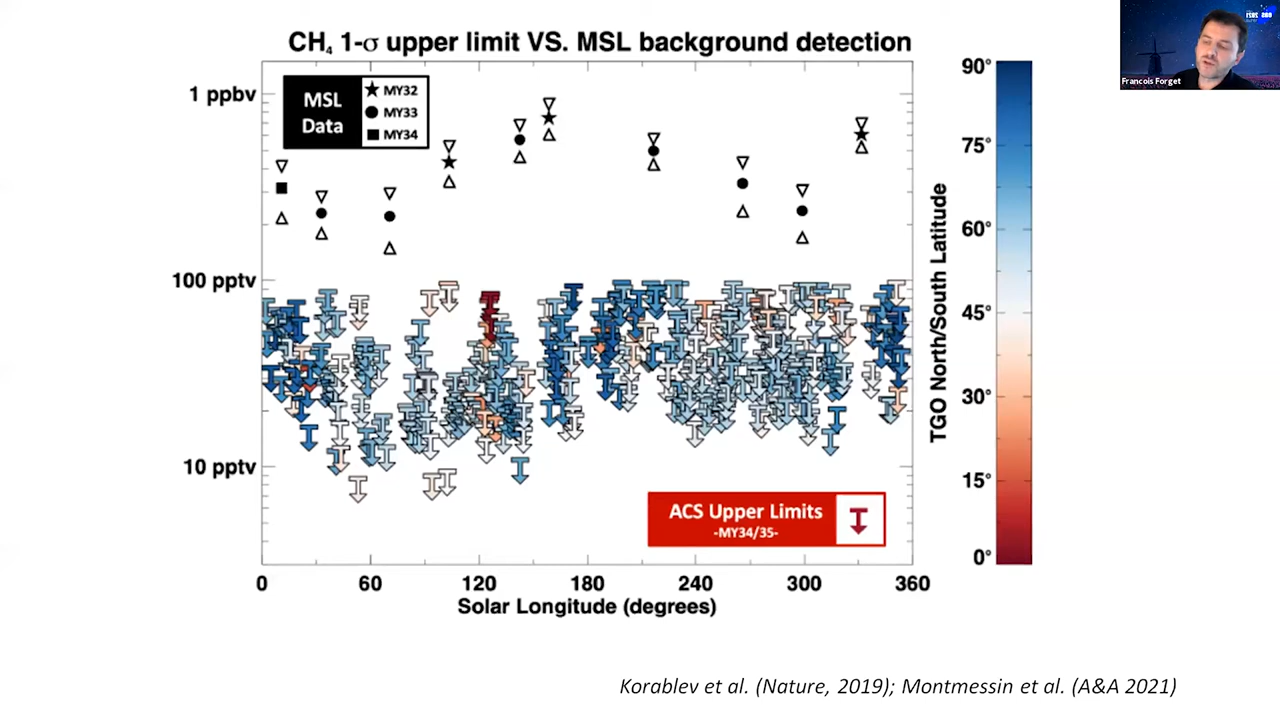 CH₄ 1-σ upper limit VS. MSL background detection
Francois Forget
1 ppbv
100 pptv
10 pptv
MSL
Data
MY32
MY33
MY34
ACS Upper Limits
-MY34/35-
0
60
120
180
240
300
360
Solar Longitude (degrees)
TGO North/South Latitude
90°
75°
60°
45°
30°
15°
0°
Korablev et al. (Nature, 2019); Montmessin et al. (A&A 2021)